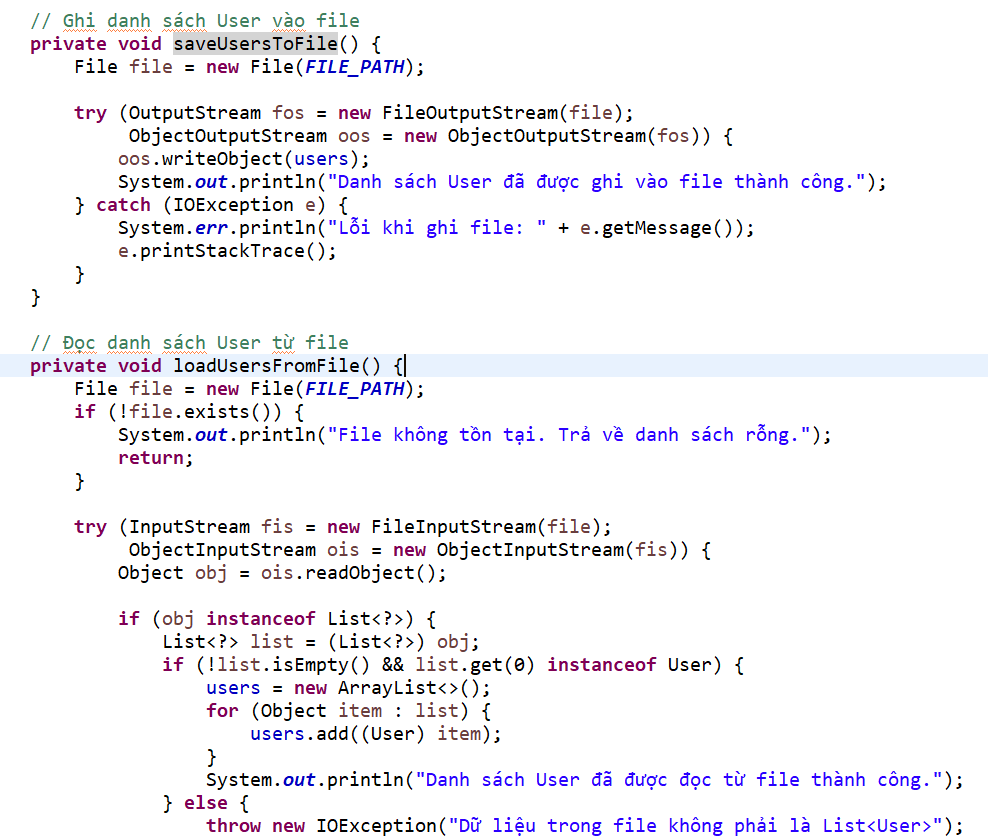 // Ghi danh sách User vào file
private void saveUsersToFile() {
    File file = new File(FILE_PATH);

    try (OutputStream fos = new FileOutputStream(file);
         ObjectOutputStream oos = new ObjectOutputStream(fos)) {
        oos.writeObject(users);
        System.out.println("Danh sách User đã được ghi vào file thành công.");
    } catch (IOException e) {
        System.err.println("Lỗi khi ghi file: " + e.getMessage());
        e.printStackTrace();
    }
}

// Đọc danh sách User từ file
private void loadUsersFromFile() {
    File file = new File(FILE_PATH);
    if (!file.exists()) {
        System.out.println("File không tồn tại. Trả về danh sách rỗng.");
        return;
    }

    try (InputStream fis = new FileInputStream(file);
         ObjectInputStream ois = new ObjectInputStream(fis)) {
        Object obj = ois.readObject();

        if (obj instanceof List<?>) {
            List<?> list = (List<?>) obj;
            if (!list.isEmpty() && list.get(0) instanceof User) {
                users = new ArrayList<>();
                for (Object item : list) {
                    users.add((User) item);
                }
                System.out.println("Danh sách User đã được đọc từ file thành công.");
            } else {
                throw new IOException("Dữ liệu trong file không phải là List<User>");